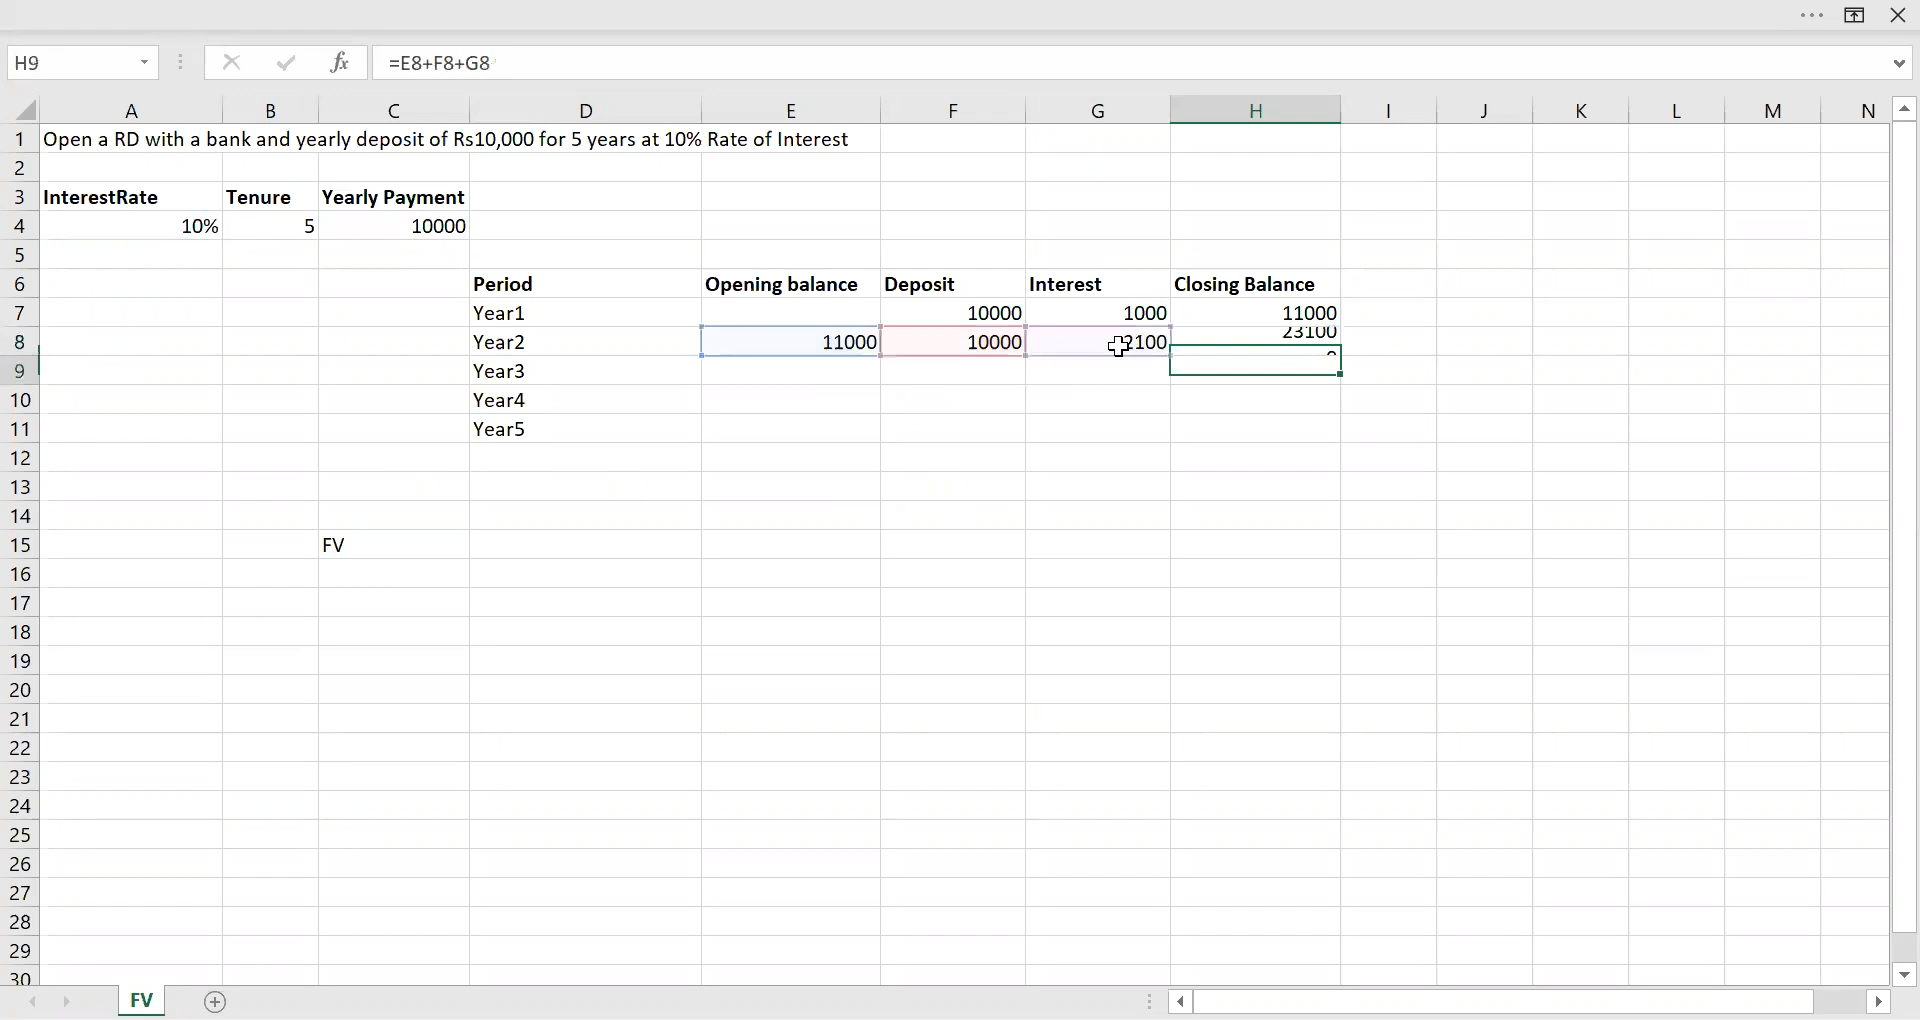 H9 fx =E8+F8+G8
A B C D E F G H I J K L M N
1 Open a RD with a bank and yearly deposit of Rs10,000 for 5 years at 10% Rate of Interest
2
3 InterestRate Tenure Yearly Payment
4 10% 5 10000
5
6 Period Opening balance Deposit Interest Closing Balance
7 Year1 10000 1000 11000
8 Year2 11000 10000 2100 23100
9 Year3
10 Year4
11 Year5
12
13
14
15 FV
16
17
18
19
20
21
22
23
24
25
26
27
28
29
30
FV